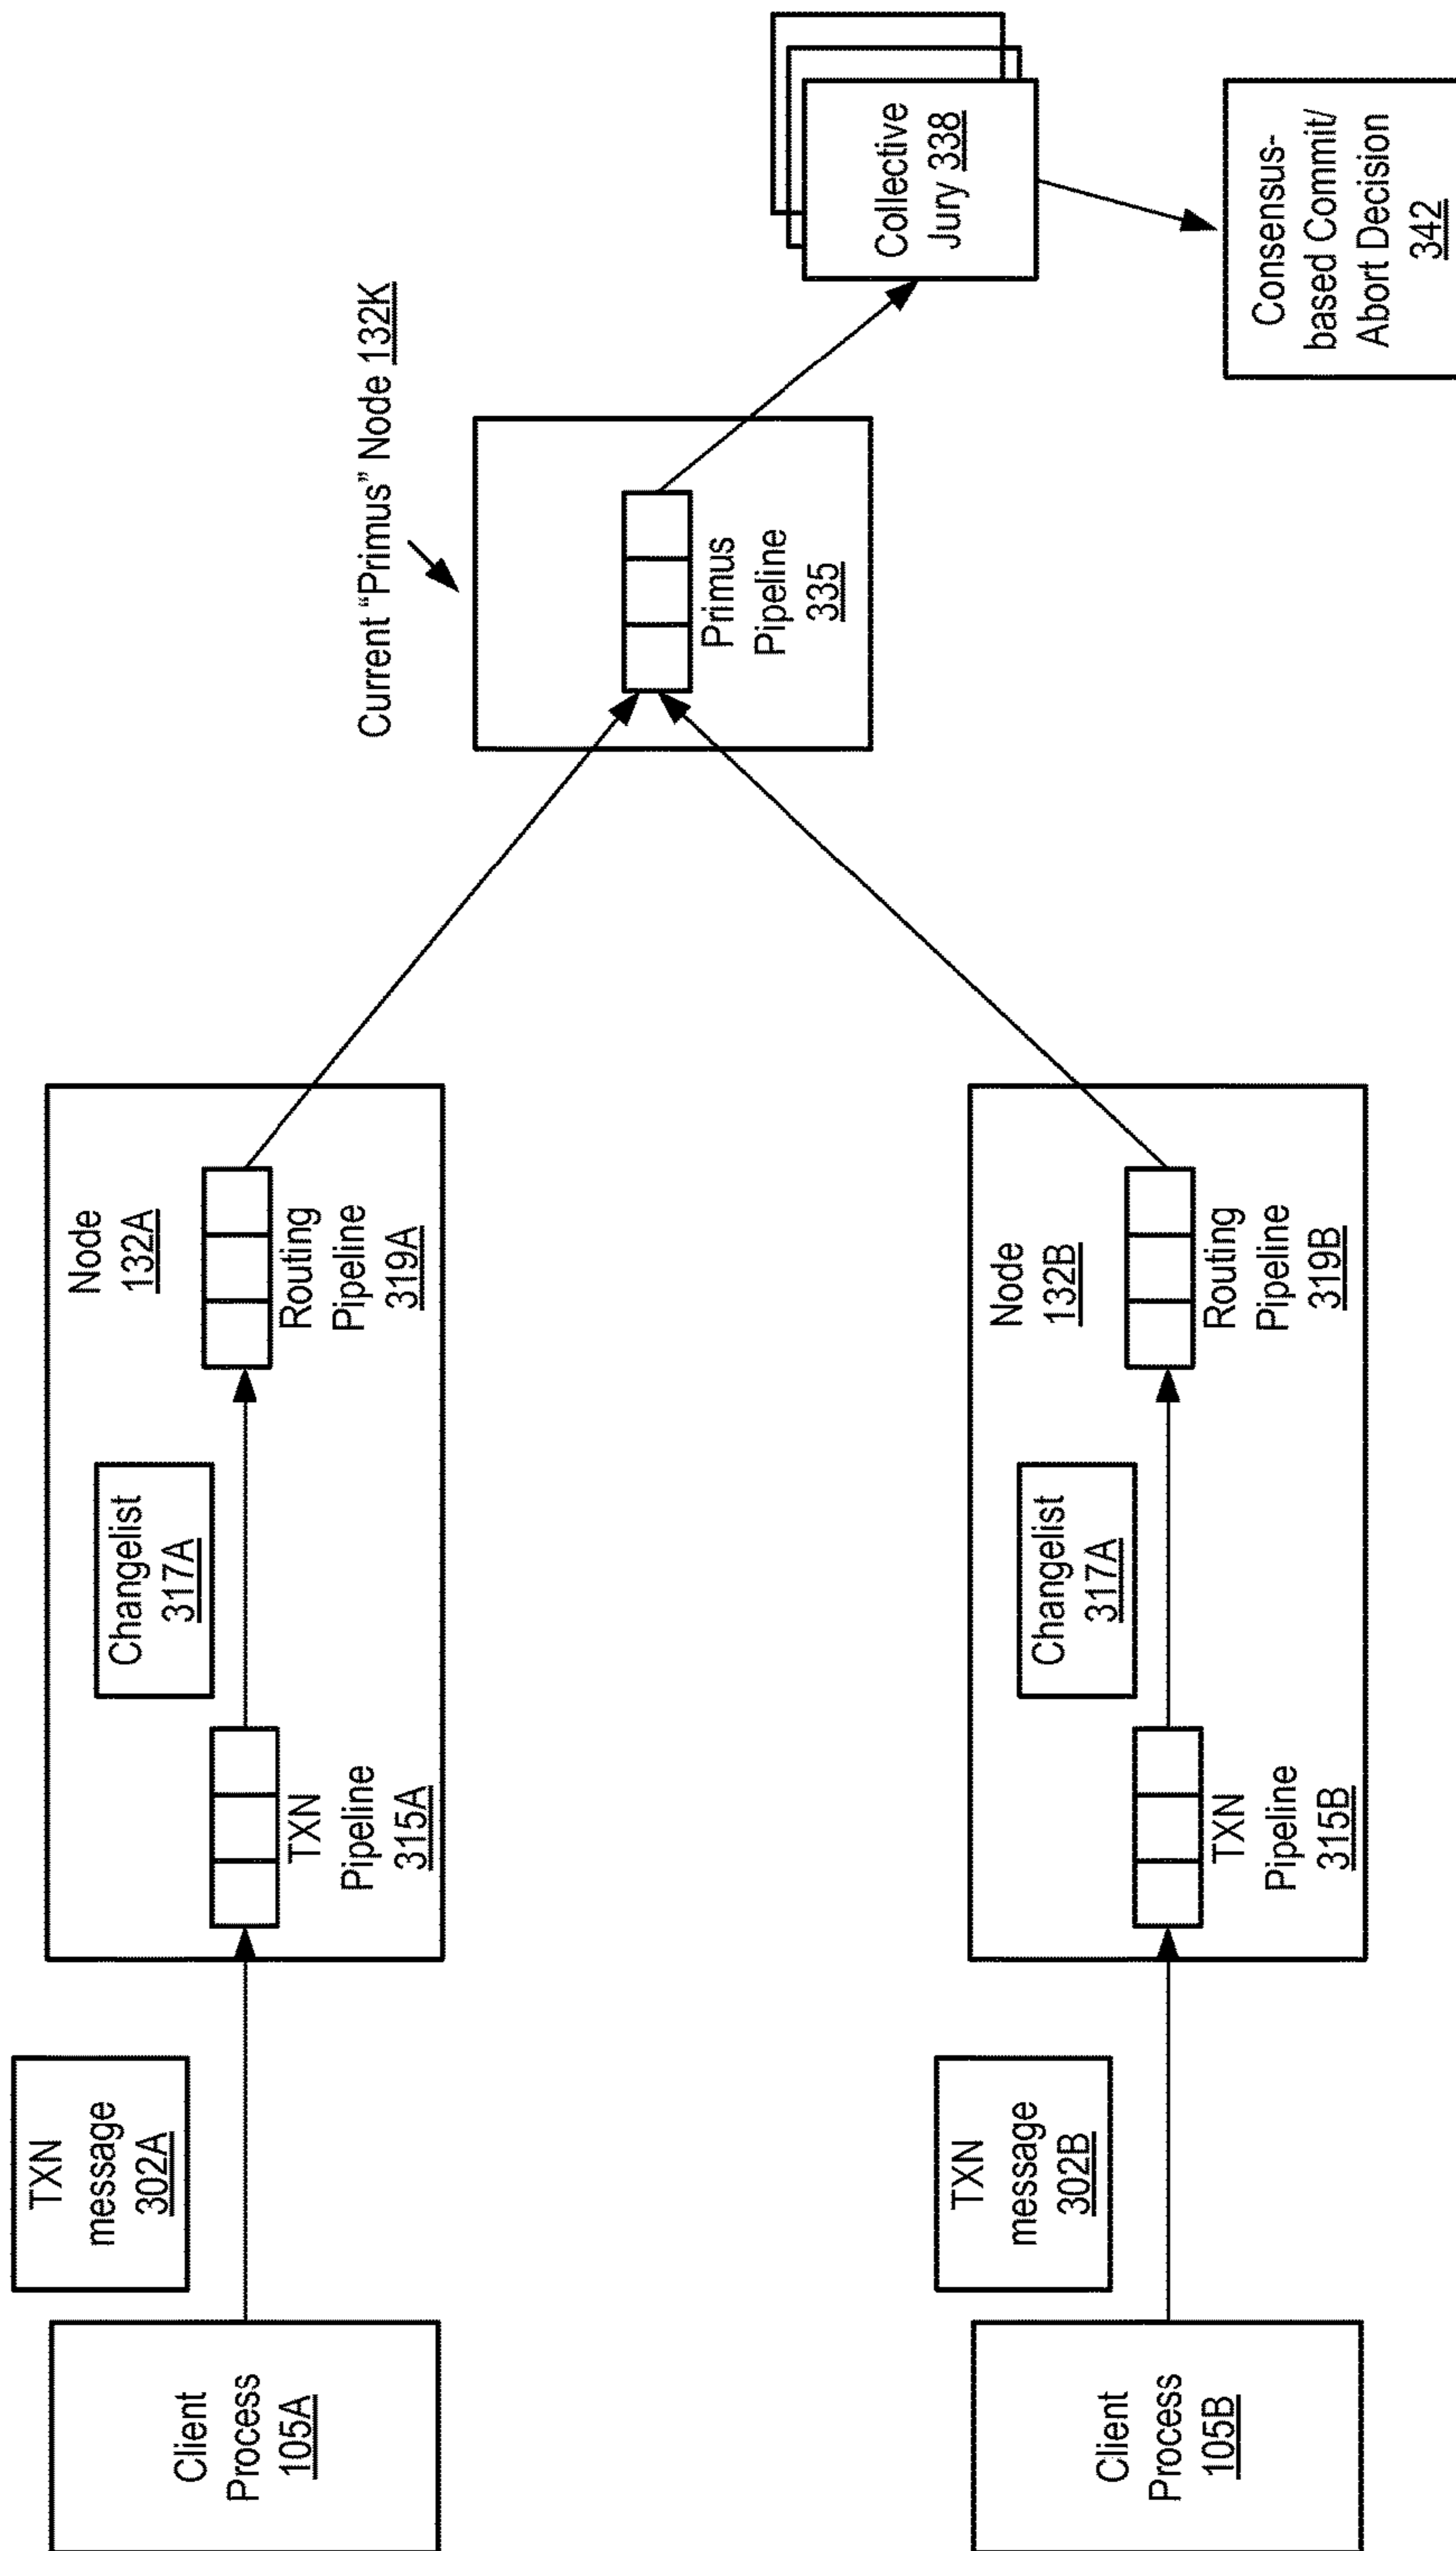 TXN
message
302A
Client
Process
105A
TXN
Pipeline
315A
Changelist
317A
Node
132A
Routing
Pipeline
319A
TXN
message
302B
Client
Process
105B
TXN
Pipeline
315B
Changelist
317A
Node
132B
Routing
Pipeline
319B
Current “Primus” Node 132K
Primus
Pipeline
335
Collective
Jury 338
Consensus-
based Commit/
Abort Decision
342